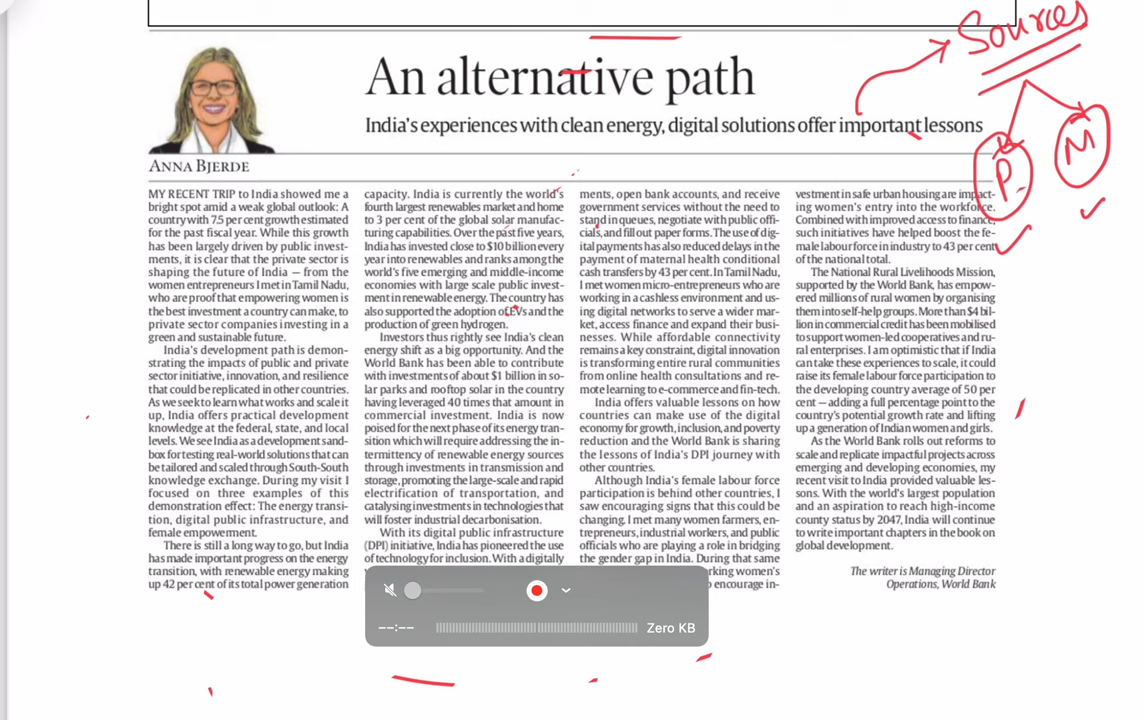 Sources
P.
M
An alternative path
India's experiences with clean energy, digital solutions offer important lessons
ANNA BJERDE
MY RECENT TRIP to India showed me a
bright spot amid a weak global outlook: A
country with 7.5 per cent growth estimated
for the past fiscal year. While this growth
has been largely driven by public invest-
ments, it is clear that the private sector is
shaping the future of India — from the
women entrepreneurs I met in Tamil Nadu,
who are proof that empowering women is
the best investment a country can make, to
private sector companies investing in a
green and sustainable future.
India's development path is demon-
strating the impacts of public and private
sector initiative, innovation, and resilience
that could be replicated in other countries.
As we seek to learn what works and scale it
up, India offers practical development
knowledge at the federal, state, and local
levels. We see India as a development sand-
box for testing real-world solutions that can
be tailored and scaled through South-South
knowledge exchange. During my visit I
focused on three examples of this
demonstration effect: The energy transi-
tion, digital public infrastructure, and
female empowerment.
There is still a long way to go, but India
has made important progress on the energy
transition, with renewable energy making
up 42 per cent of its total power generation
capacity. India is currently the world's
fourth largest renewables market and home
to 3 per cent of the global solar manufac-
turing capabilities. Over the past five years,
India has invested close to $10 billion every
year into renewables and ranks among the
world's five emerging and middle-income
economies with large scale public invest-
ment in renewable energy. The country has
also supported the adoption of EVs and the
production of green hydrogen.
Investors thus rightly see India's clean
energy shift as a big opportunity. And the
World Bank has been able to contribute
with investments of about $1 billion in so-
lar parks and rooftop solar in the country
having leveraged 40 times that amount in
commercial investment. India is now
poised for the next phase of its energy tran-
sition which will require addressing the in-
termittency of renewable energy sources
through investments in transmission and
storage, promoting the large-scale and rapid
electrification of transportation, and
catalysing investments in technologies that
will foster industrial decarbonisation.
With its digital public infrastructure
(DPI) initiative, India has pioneered the use
of technology for inclusion. With a digitally
ments, open bank accounts, and receive
government services without the need to
stand in queues, negotiate with public offi-
cials, and fill out paper forms. The use of dig-
ital payments has also reduced delays in the
payment of maternal health conditional
cash transfers by 43 per cent. In Tamil Nadu,
I met women micro-entrepreneurs who are
working in a cashless environment and us-
ing digital networks to serve a wider mar-
ket, access finance and expand their busi-
nesses. While affordable connectivity
remains a key constraint, digital innovation
is transforming entire rural communities
from online health consultations and re-
mote learning to e-commerce and fin-tech.
India offers valuable lessons on how
countries can make use of the digital
economy for growth, inclusion, and poverty
reduction and the World Bank is sharing
the lessons of India's DPI journey with
other countries.
Although India's female labour force
participation is behind other countries, I
saw encouraging signs that this could be
changing. I met many women farmers, en-
trepreneurs, industrial workers, and public
officials who are playing a role in bridging
the gender gap in India. During that same
rking women's
encourage in-
vestment in safe urban housing are impact-
ing women's entry into the workforce.
Combined with improved access to finance,
such initiatives have helped boost the fe-
male labour force in industry to 43 per cent
of the national total.
The National Rural Livelihoods Mission,
supported by the World Bank, has empow-
ered millions of rural women by organising
them into self-help groups. More than $4 bil-
lion in commercial credit has been mobilised
to support women-led cooperatives and ru-
ral enterprises. I am optimistic that if India
can take these experiences to scale, it could
raise its female labour force participation to
the developing country average of 50 per
cent — adding a full percentage point to the
country's potential growth rate and lifting
up a generation of Indian women and girls.
As the World Bank rolls out reforms to
scale and replicate impactful projects across
emerging and developing economies, my
recent visit to India provided valuable les-
sons. With the world's largest population
and an aspiration to reach high-income
county status by 2047, India will continue
to write important chapters in the book on
global development.
The writer is Managing Director
Operations, World Bank
--:--
Zero KB